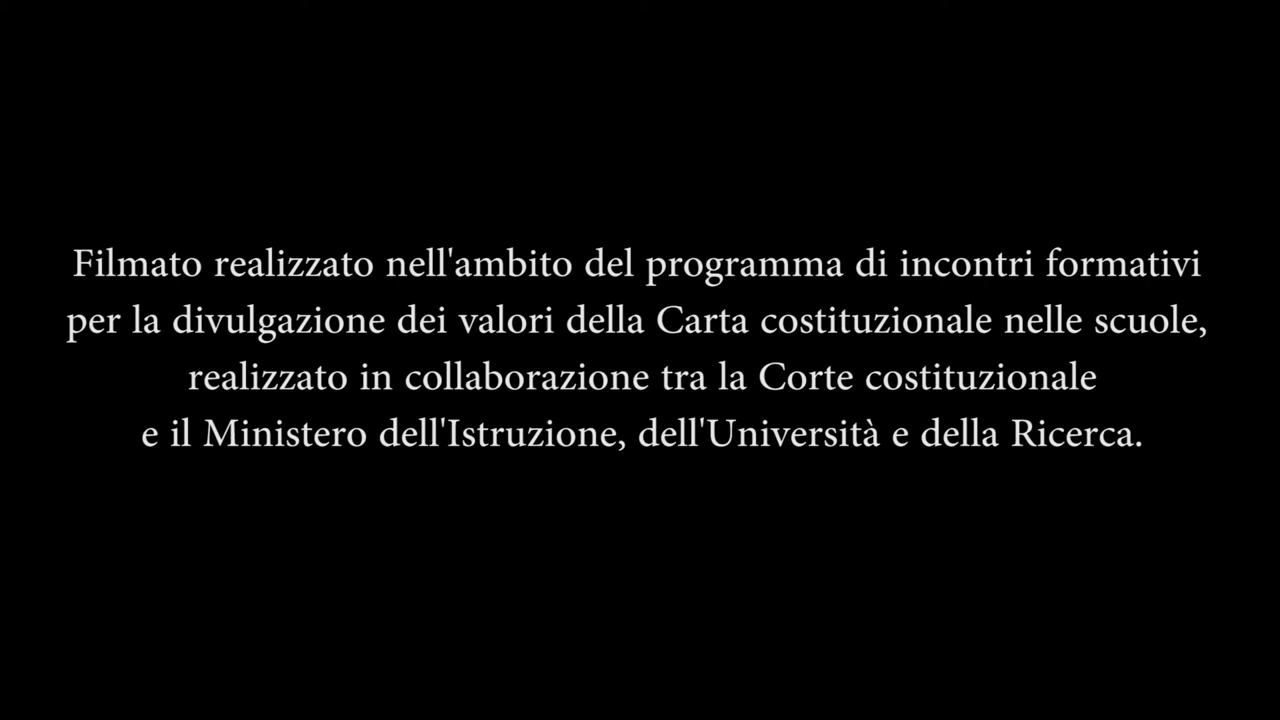 Filmato realizzato nell'ambito del programma di incontri formativi
per la divulgazione dei valori della Carta costituzionale nelle scuole,
realizzato in collaborazione tra la Corte costituzionale
e il Ministero dell'Istruzione, dell'Università e della Ricerca.